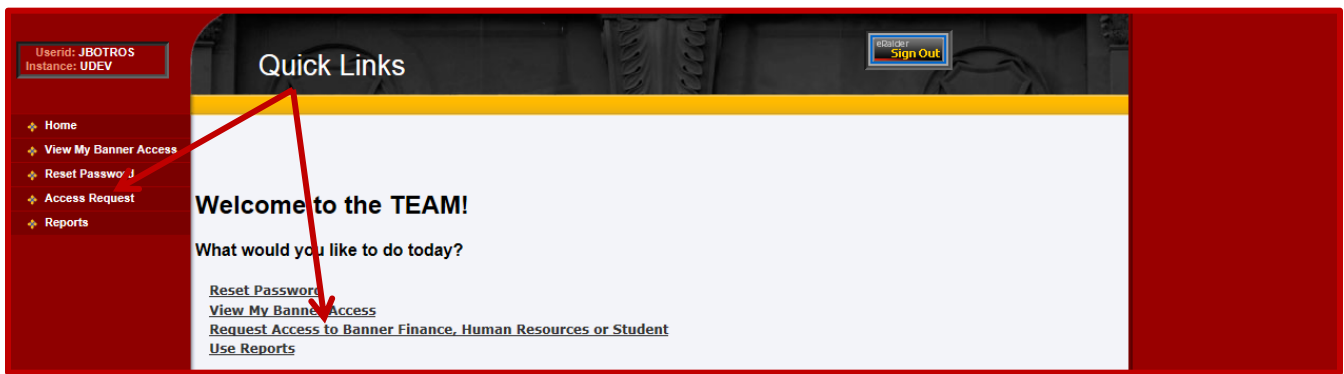 Userid: JBOTROS
Instance: UDEV
Quick Links
eRaider
Sign Out
Home
View My Banner Access
Reset Password
Access Request
Reports
Welcome to the TEAM!
What would you like to do today?
Reset Password
View My Banner Access
Request Access to Banner Finance, Human Resources or Student
Use Reports